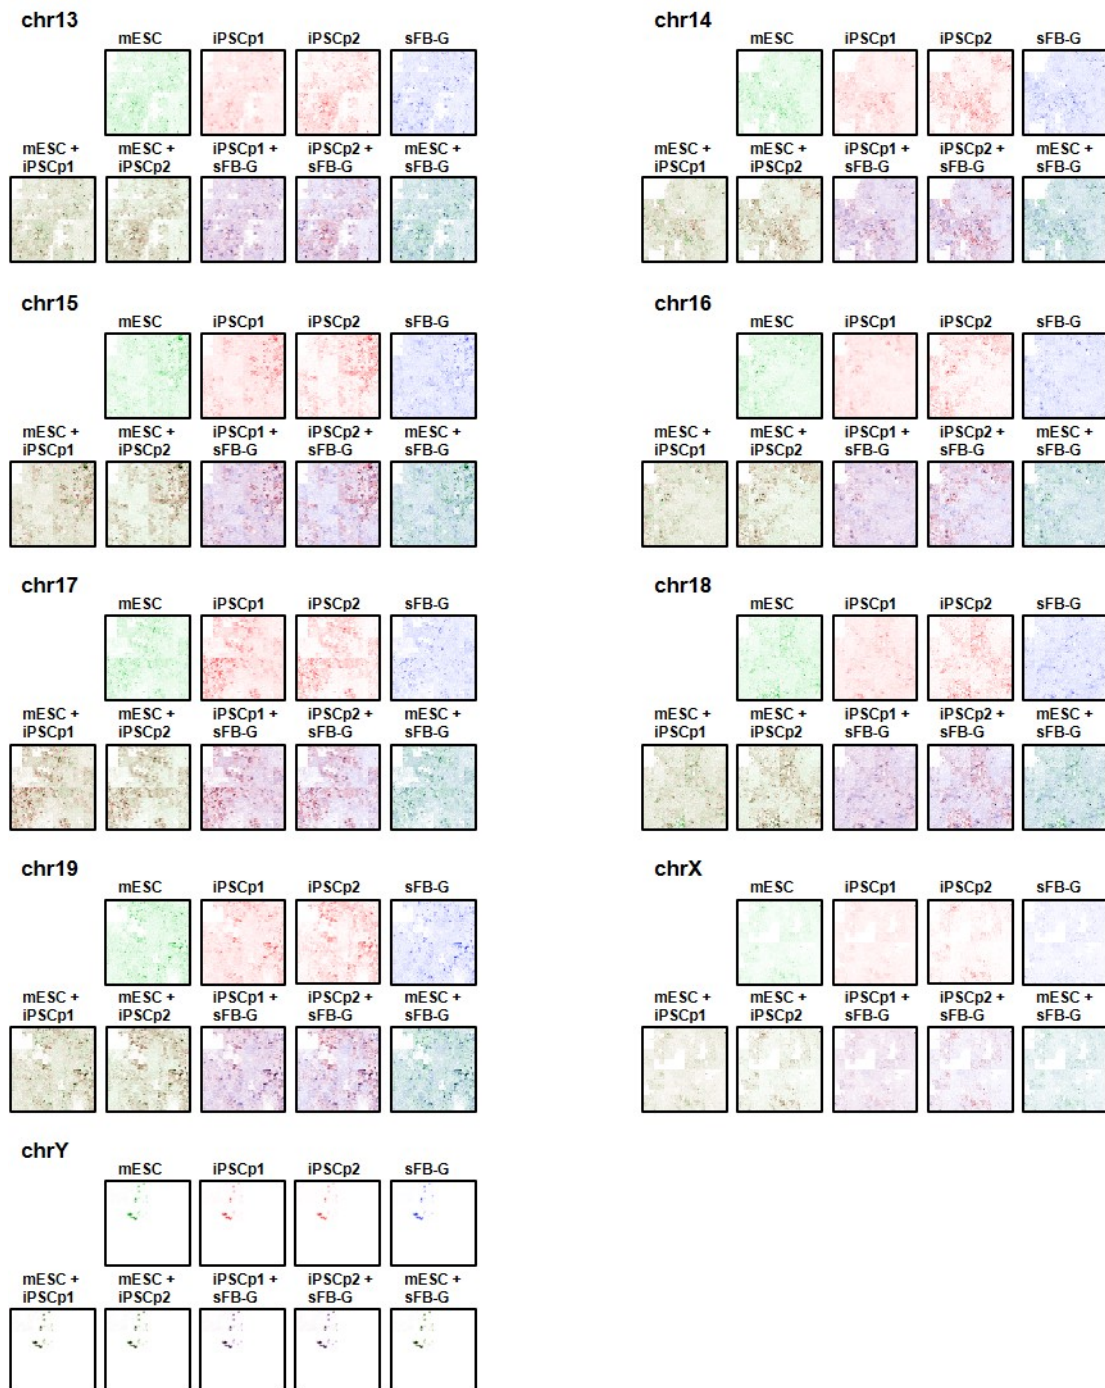 chr13
mESC iPSCp1 iPSCp2 sFB-G
mESC + mESC + iPSCp1 + iPSCp2 + mESC +
iPSCp1 iPSCp2 sFB-G sFB-G sFB-G
chr14
mESC iPSCp1 iPSCp2 sFB-G
mESC + mESC + iPSCp1 + iPSCp2 + mESC +
iPSCp1 iPSCp2 sFB-G sFB-G sFB-G
chr15
mESC iPSCp1 iPSCp2 sFB-G
mESC + mESC + iPSCp1 + iPSCp2 + mESC +
iPSCp1 iPSCp2 sFB-G sFB-G sFB-G
chr16
mESC iPSCp1 iPSCp2 sFB-G
mESC + mESC + iPSCp1 + iPSCp2 + mESC +
iPSCp1 iPSCp2 sFB-G sFB-G sFB-G
chr17
mESC iPSCp1 iPSCp2 sFB-G
mESC + mESC + iPSCp1 + iPSCp2 + mESC +
iPSCp1 iPSCp2 sFB-G sFB-G sFB-G
chr18
mESC iPSCp1 iPSCp2 sFB-G
mESC + mESC + iPSCp1 + iPSCp2 + mESC +
iPSCp1 iPSCp2 sFB-G sFB-G sFB-G
chr19
mESC iPSCp1 iPSCp2 sFB-G
mESC + mESC + iPSCp1 + iPSCp2 + mESC +
iPSCp1 iPSCp2 sFB-G sFB-G sFB-G
chrX
mESC iPSCp1 iPSCp2 sFB-G
mESC + mESC + iPSCp1 + iPSCp2 + mESC +
iPSCp1 iPSCp2 sFB-G sFB-G sFB-G
chrY
mESC iPSCp1 iPSCp2 sFB-G
mESC + mESC + iPSCp1 + iPSCp2 + mESC +
iPSCp1 iPSCp2 sFB-G sFB-G sFB-G